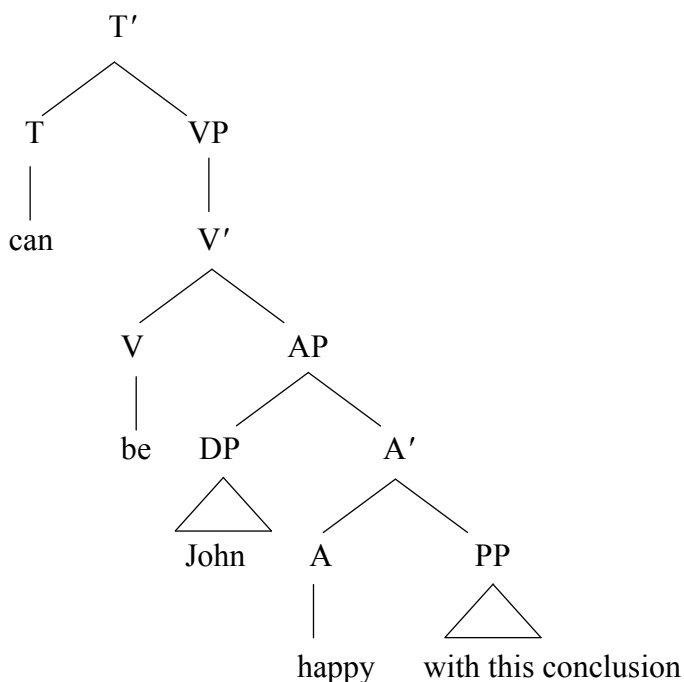 T′
T VP
can V′
V AP
be DP A′
John A PP
happy with this conclusion